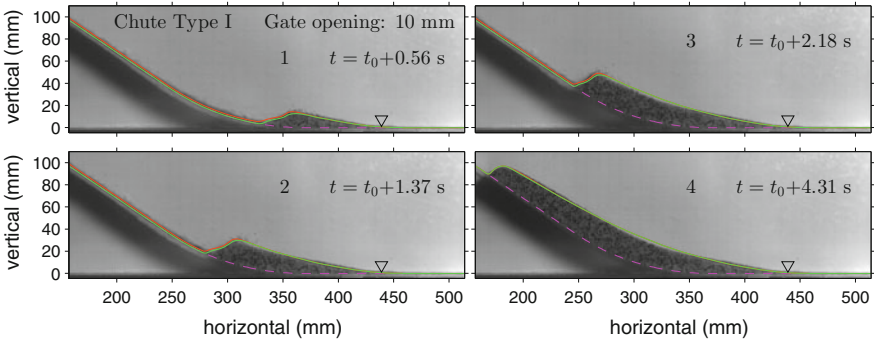 Chute Type I Gate opening: 10 mm
1 t = t₀+0.56 s
3 t = t₀+2.18 s
2 t = t₀+1.37 s
4 t = t₀+4.31 s
vertical (mm)
100
80
60
40
20
0
vertical (mm)
100
80
60
40
20
0
200 250 300 350 400 450 500
200 250 300 350 400 450 500
horizontal (mm)
horizontal (mm)